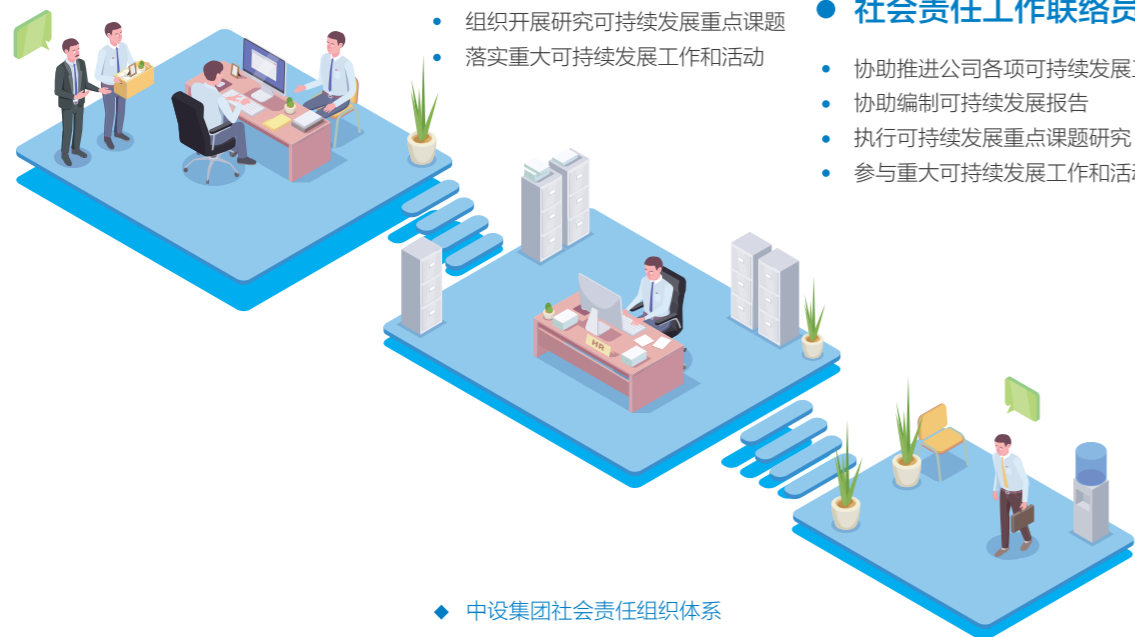 组织开展研究可持续发展重点课题
落实重大可持续发展工作和活动
社会责任工作联络员
协助推进公司各项可持续发展
协助编制可持续发展报告
执行可持续发展重点课题研究
参与重大可持续发展工作和活
HR
中设集团社会责任组织体系